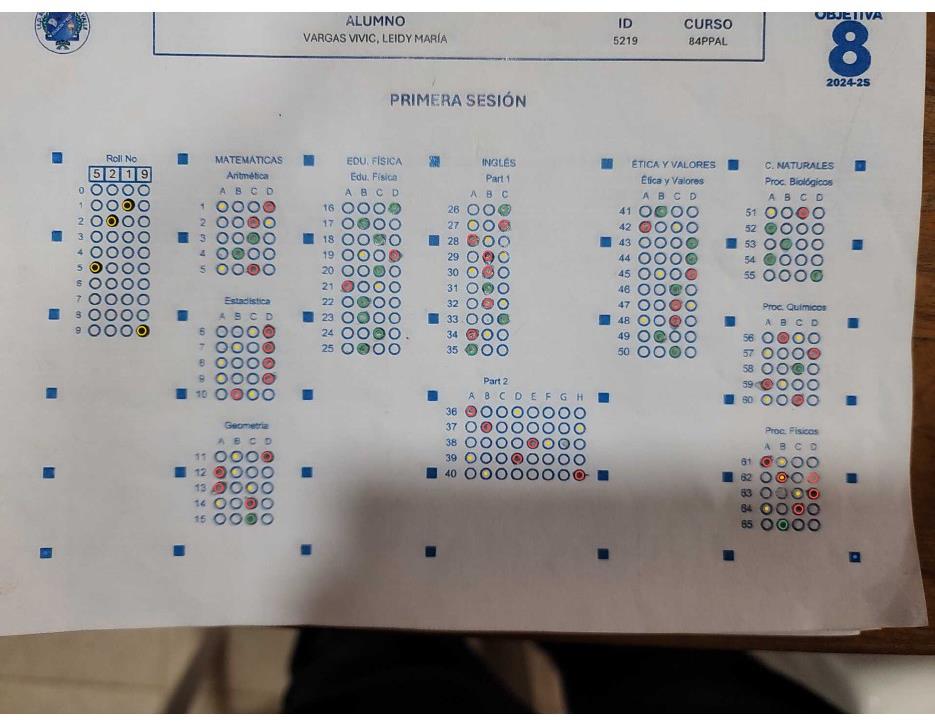 ALUMNO ID CURSO
VARGAS VIVIC, LEIDY MARÍA 5219 84PPAL
OBJETIVA
8
2024-2S
PRIMERA SESIÓN
Roll No
5 2 1 9
0
1
2
3
4
5
6
7
8
9
MATEMÁTICAS
Aritmética
A B C D
1
2
3
4
5
Estadística
A B C D
6
7
8
9
10
Geometría
A B C D
11
12
13
14
15
EDU. FÍSICA
Edu. Física
A B C D
16
17
18
19
20
21
22
23
24
25
INGLÉS
Part 1
A B C
26
27
28
29
30
31
32
33
34
35
Part 2
A B C D E F G H
36
37
38
39
40
ÉTICA Y VALORES
Ética y Valores
A B C D
41
42
43
44
45
46
47
48
49
50
C. NATURALES
Proc. Biológicos
A B C D
51
52
53
54
55
Proc. Químicos
A B C D
56
57
58
59
60
Proc. Físicos
A B C D
61
62
63
64
65